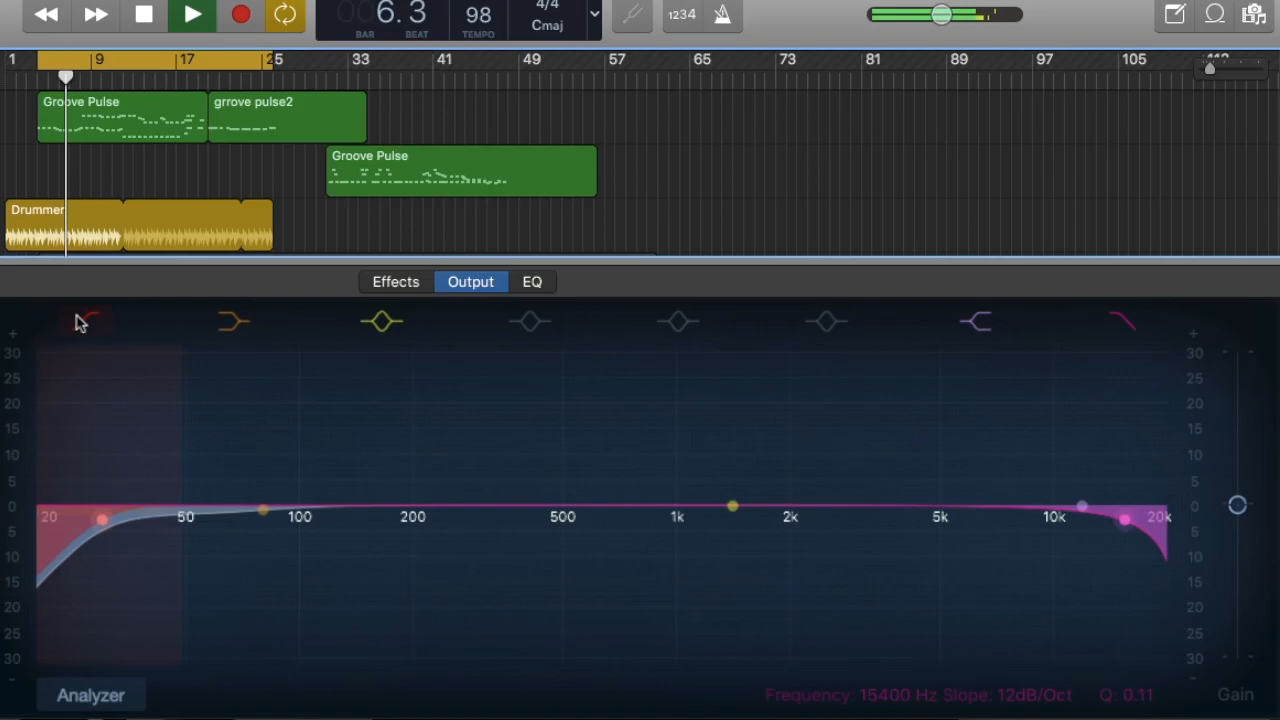 006.3 98 4/4 1234
BAR BEAT TEMPO Cmaj
1 9 17 25 33 41 49 57 65 73 81 89 97 105
Groove Pulse grrove pulse2
Groove Pulse
Drummer
Effects Output EQ
+ +
30 30
25 25
20 20
15 15
10 10
5 5
0 0
20 50 100 200 500 1k 2k 5k 10k 20k
5 5
10 10
15 15
20 20
25 25
30 30
- -
Analyzer Frequency: 15400 Hz Slope: 12dB/Oct Q: 0.11 Gain